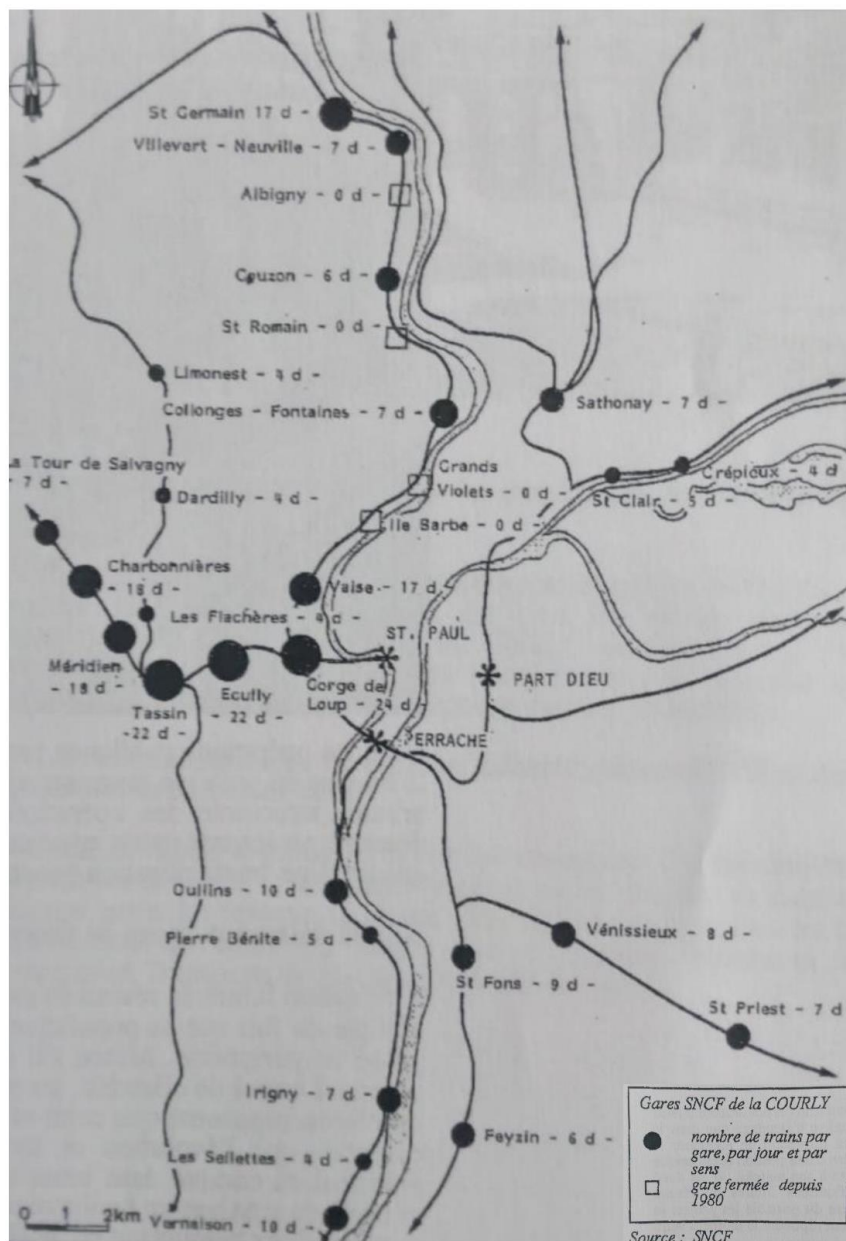 St Germain 17 d -
Villevert - Neuville - 7 d -
Albigny - 0 d -
Couzon - 6 d -
St Romain - 0 d -
Limonest - 4 d -
Collonges - Fontaines - 7 d -
Sathonay - 7 d -
La Tour de Salvagny
- 7 d -
Dardilly - 4 d -
Grands
Violets - 0 d -
Crépieux - 4 d
St Clair - 5 d -
Ile Barbe - 0 d -
Charbonnières
- 18 d -
Vaise - 17 d -
Les Flachères - 4 d -
ST. PAUL
Méridien
- 18 d -
Tassin
-22 d -
Ecully
- 22 d -
Gorge de
Loup - 24 d -
PART DIEU
PERRACHE
Oullins - 10 d -
Pierre Bénite - 5 d -
Vénissieux - 8 d -
St Fons - 9 d -
St Priest - 7 d
Irigny - 7 d -
Feyzin - 6 d -
Les Sellettes - 4 d -
Vernaison - 10 d -
0 1 2km
Gares SNCF de la COURLY
nombre de trains par
gare, par jour et par
sens
gare fermée depuis
1980
Source : SNCF